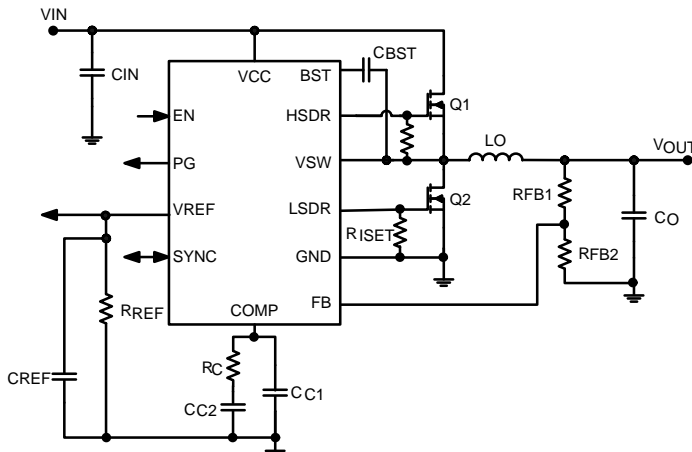 VIN
CIN
VCC
BST
CBST
EN
HSDR
Q1
PG
VSW
LO
VOUT
VREF
LSDR
Q2
RFB1
RISET
CO
SYNC
GND
RFB2
RREF
COMP
FB
CREF
RC
CC2
CC1